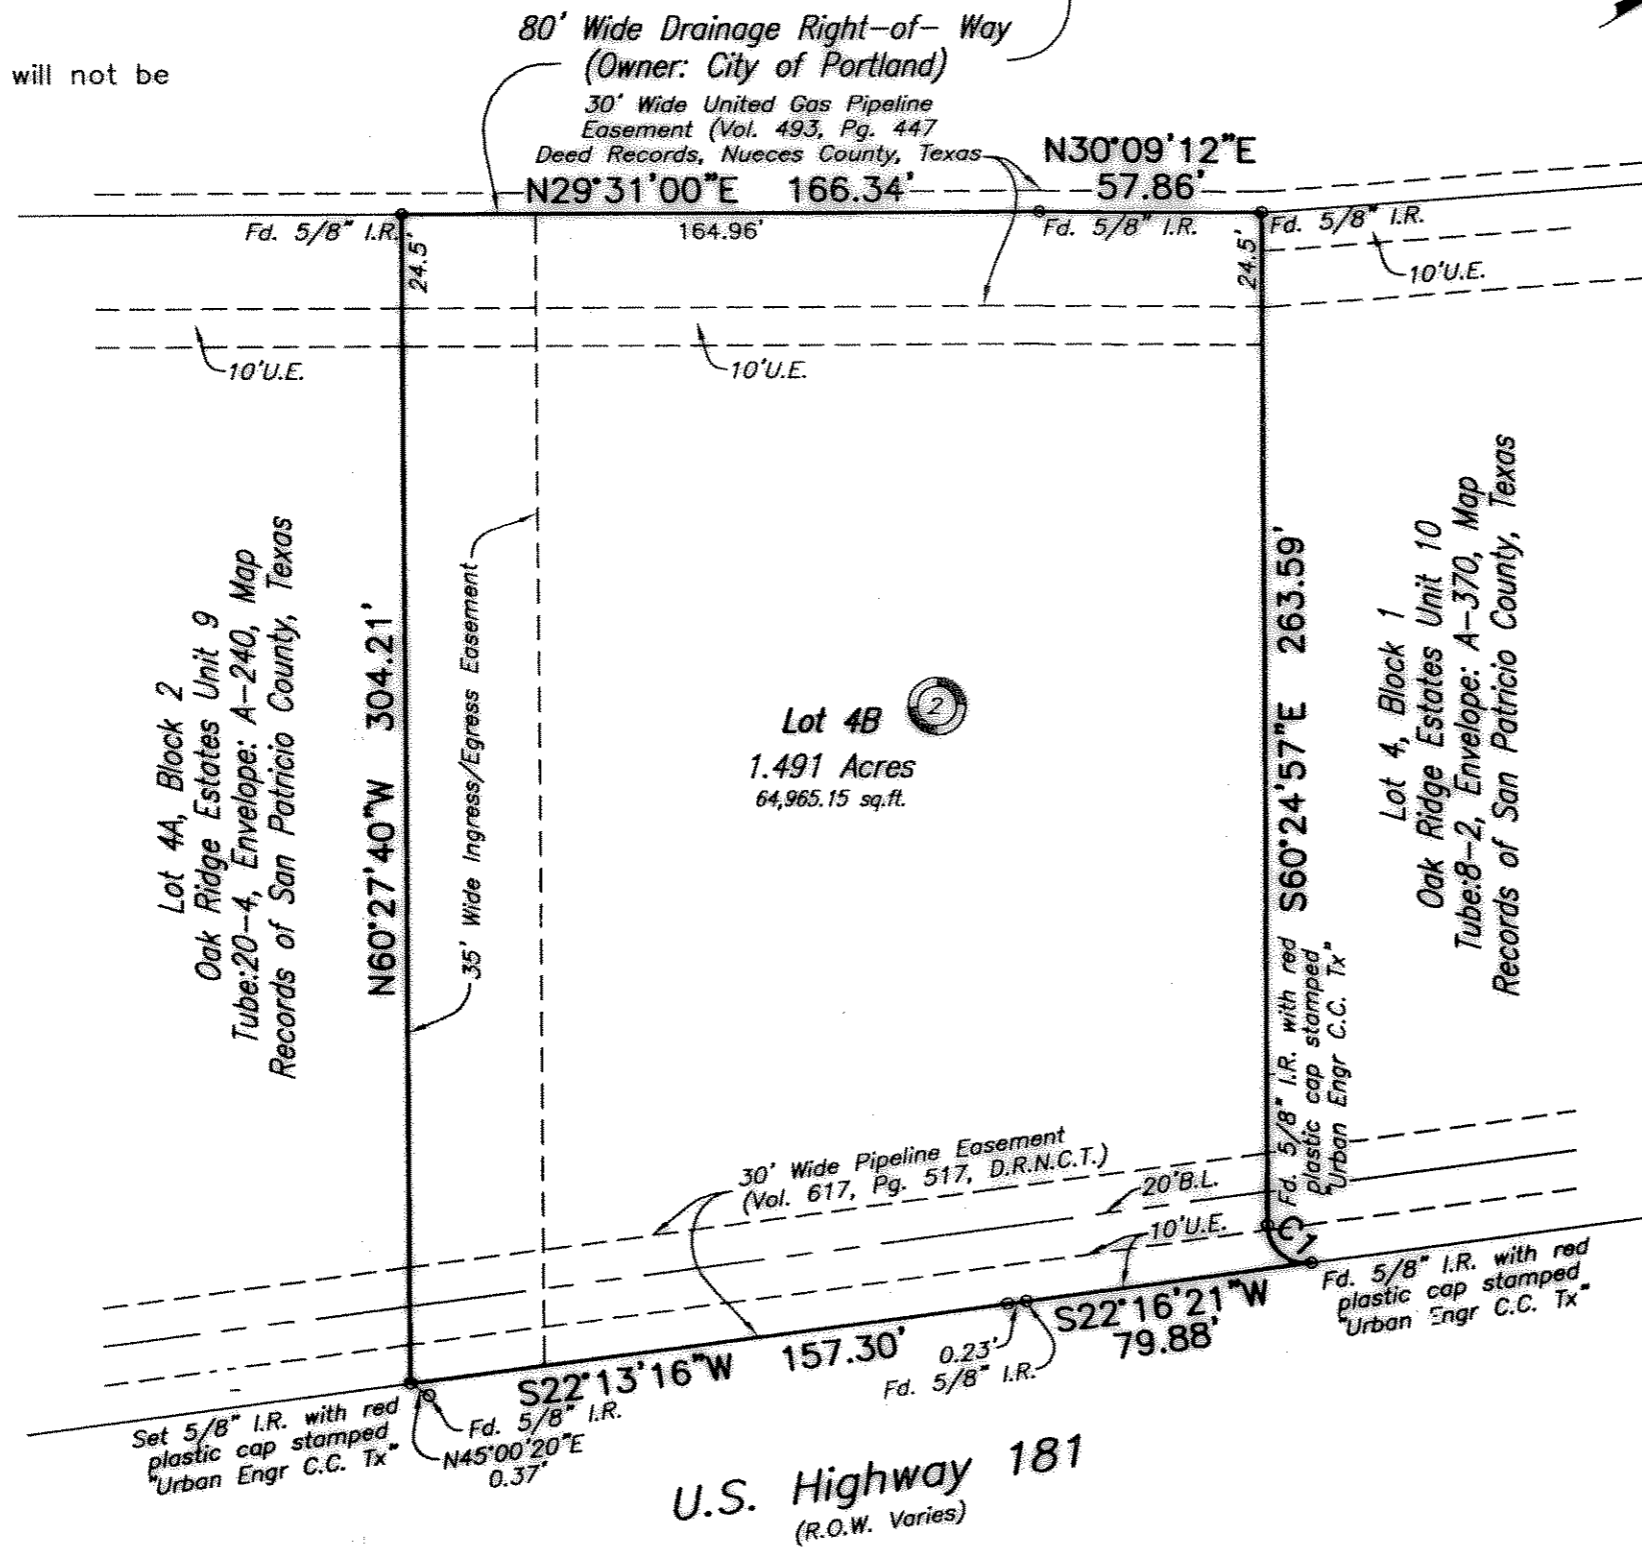 80' Wide Drainage Right-of- Way
(Owner: City of Portland)
will not be
30' Wide United Gas Pipeline
Easement (Vol. 493, Pg. 447
Deed Records, Nueces County, Texas
N30°09'12"E
57.86'
N29°31'00"E 166.34'
Fd. 5/8" I.R.
164.96'
Fd. 5/8" I.R.
Fd. 5/8" I.R.
24.5'
24.5'
10'U.E.
10'U.E.
10'U.E.
Lot 4A, Block 2
Oak Ridge Estates Unit 9
Tube:20-4, Envelope: A-240, Map
Records of San Patricio County, Texas
N60°27'40"W 304.21'
35' Wide Ingress/Egress Easement
Lot 4B 2
1.491 Acres
64,965.15 sq.ft.
S60°24'57"E 263.59'
Lot 4, Block 1
Oak Ridge Estates Unit 10
Tube:8-2, Envelope: A-370, Map
Records of San Patricio County, Texas
Fd. 5/8" I.R. with red
plastic cap stamped
"Urban Engr C.C. Tx"
30' Wide Pipeline Easement
(Vol. 617, Pg. 517, D.R.N.C.T.)
20'B.L.
10'U.E.
C1
Fd. 5/8" I.R. with red
plastic cap stamped
"Urban Engr C.C. Tx"
S22°16'21"W
79.88'
0.23'
Fd. 5/8" I.R.
S22°13'16"W 157.30'
Set 5/8" I.R. with red
plastic cap stamped
"Urban Engr C.C. Tx"
Fd. 5/8" I.R.
N45°00'20"E
0.37'
U.S. Highway 181
(R.O.W. Varies)